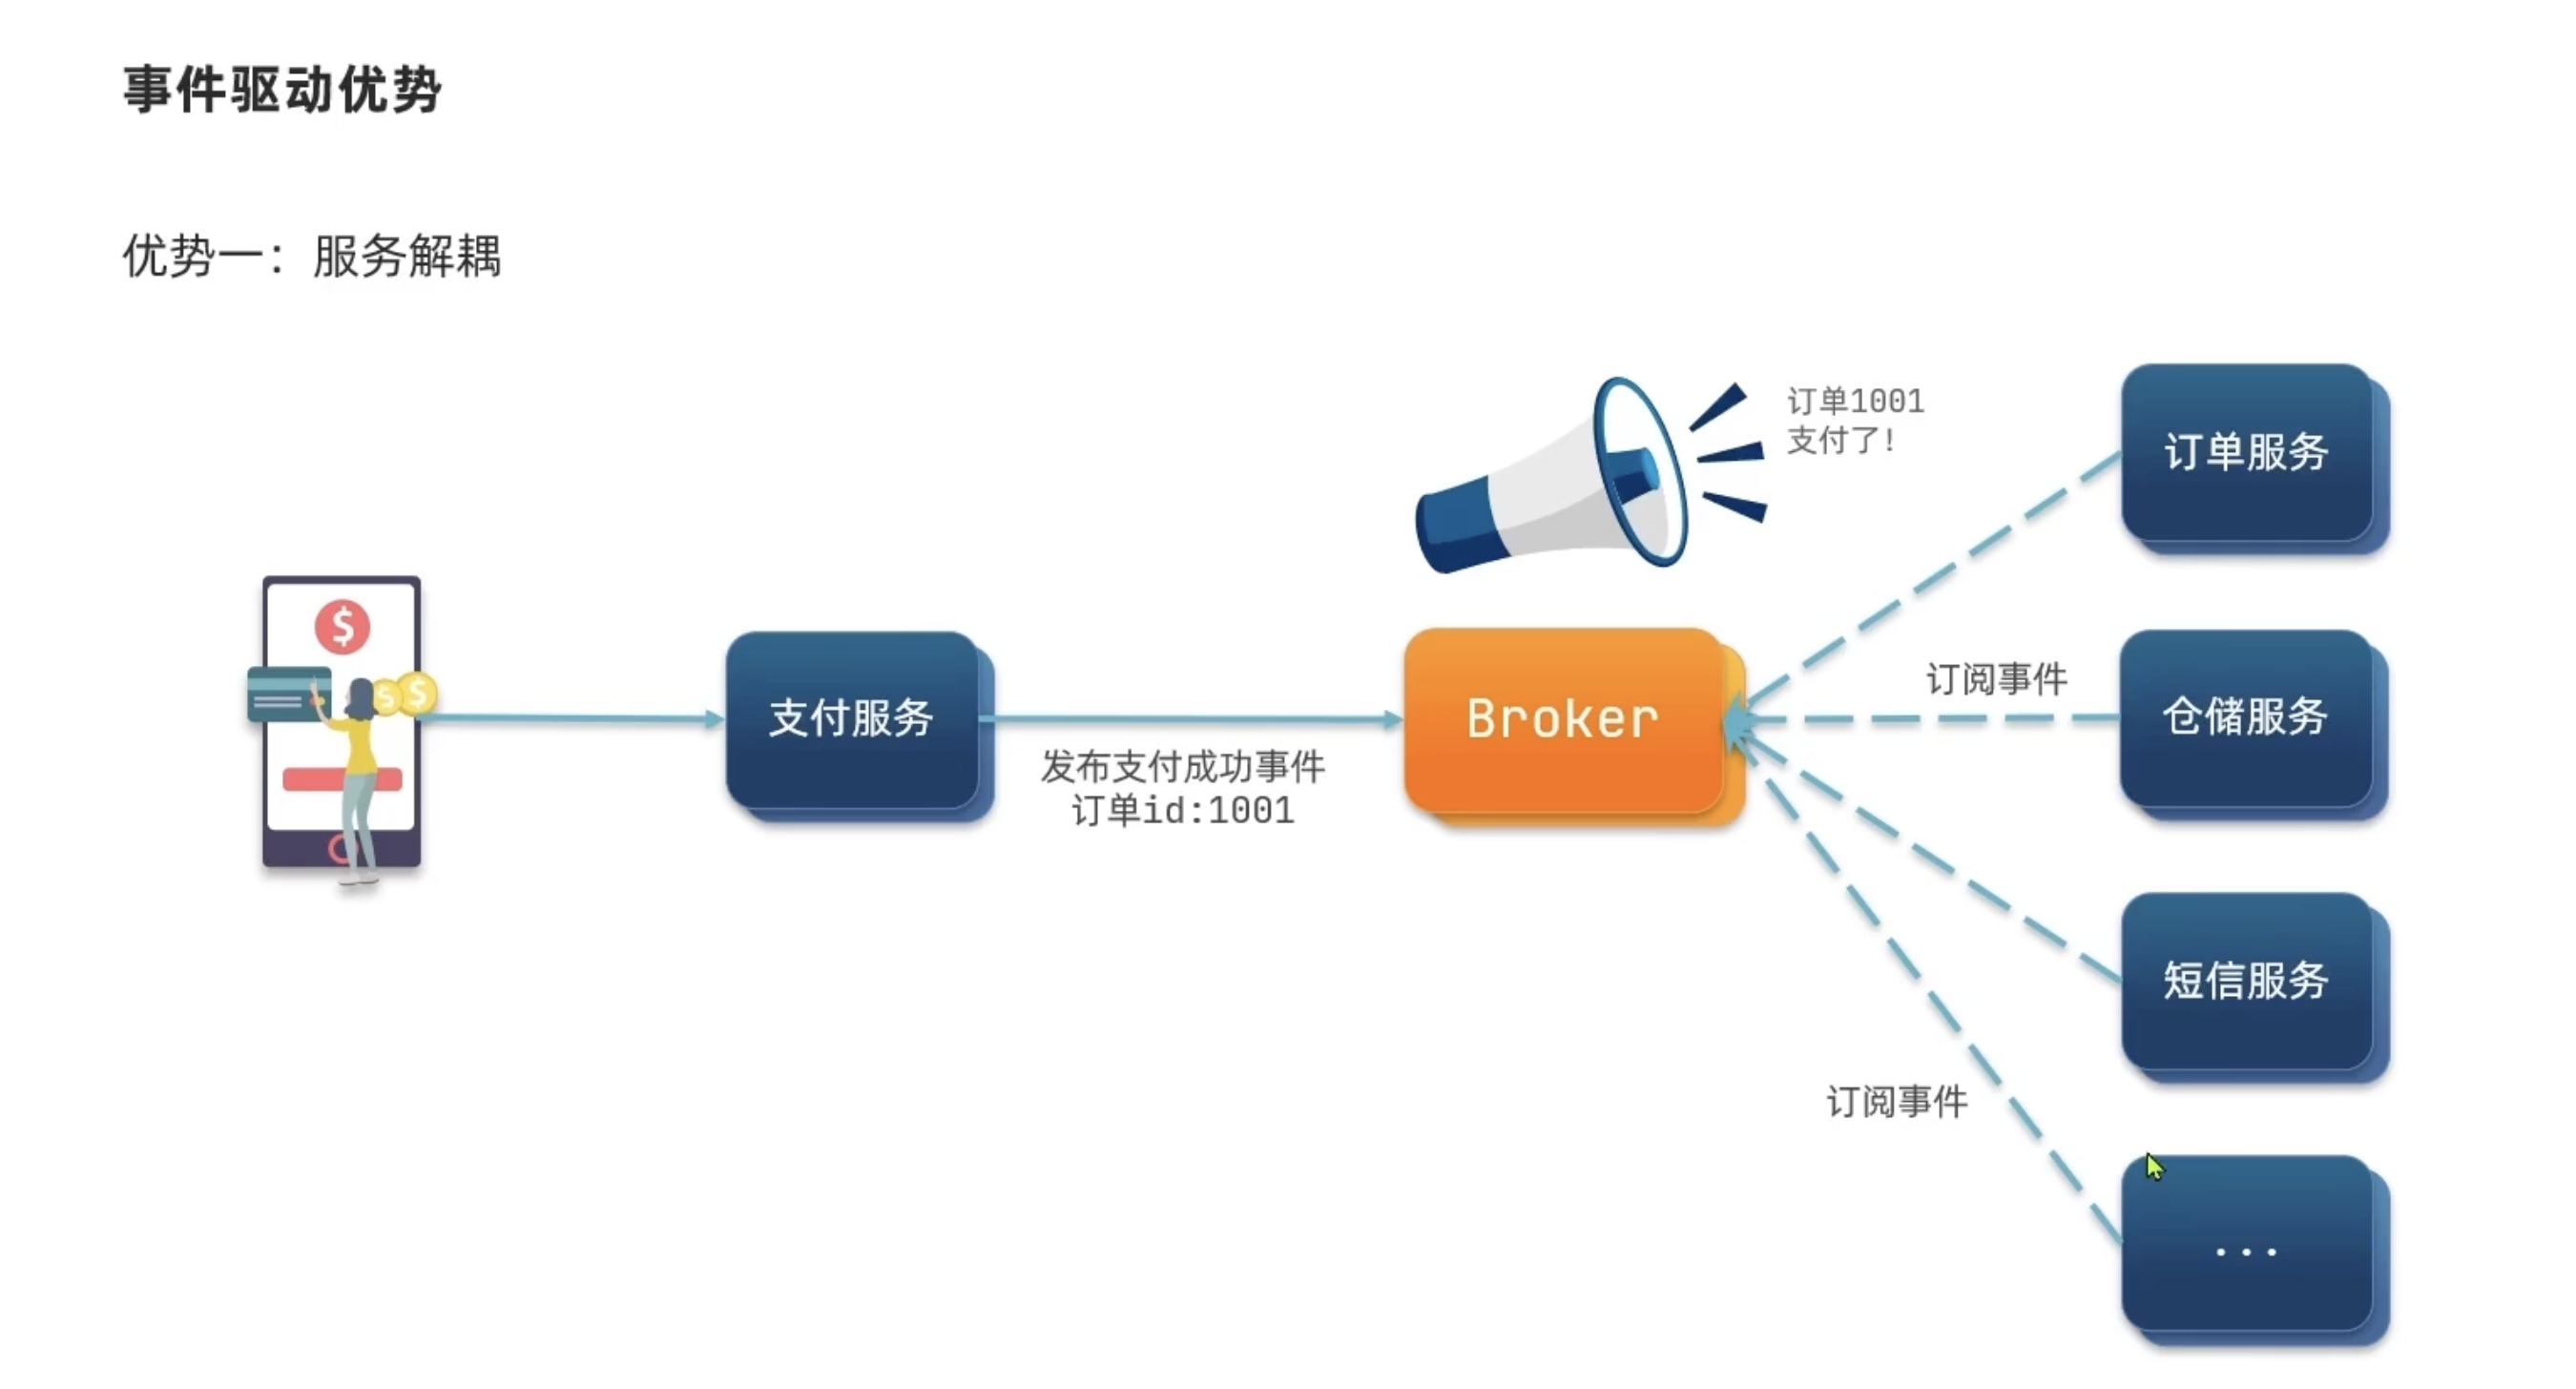 事件驱动优势
优势一：服务解耦
订单1001
支付了!
订单服务
$
$
$
支付服务
发布支付成功事件
订单id:1001
Broker
订阅事件
仓储服务
短信服务
订阅事件
...